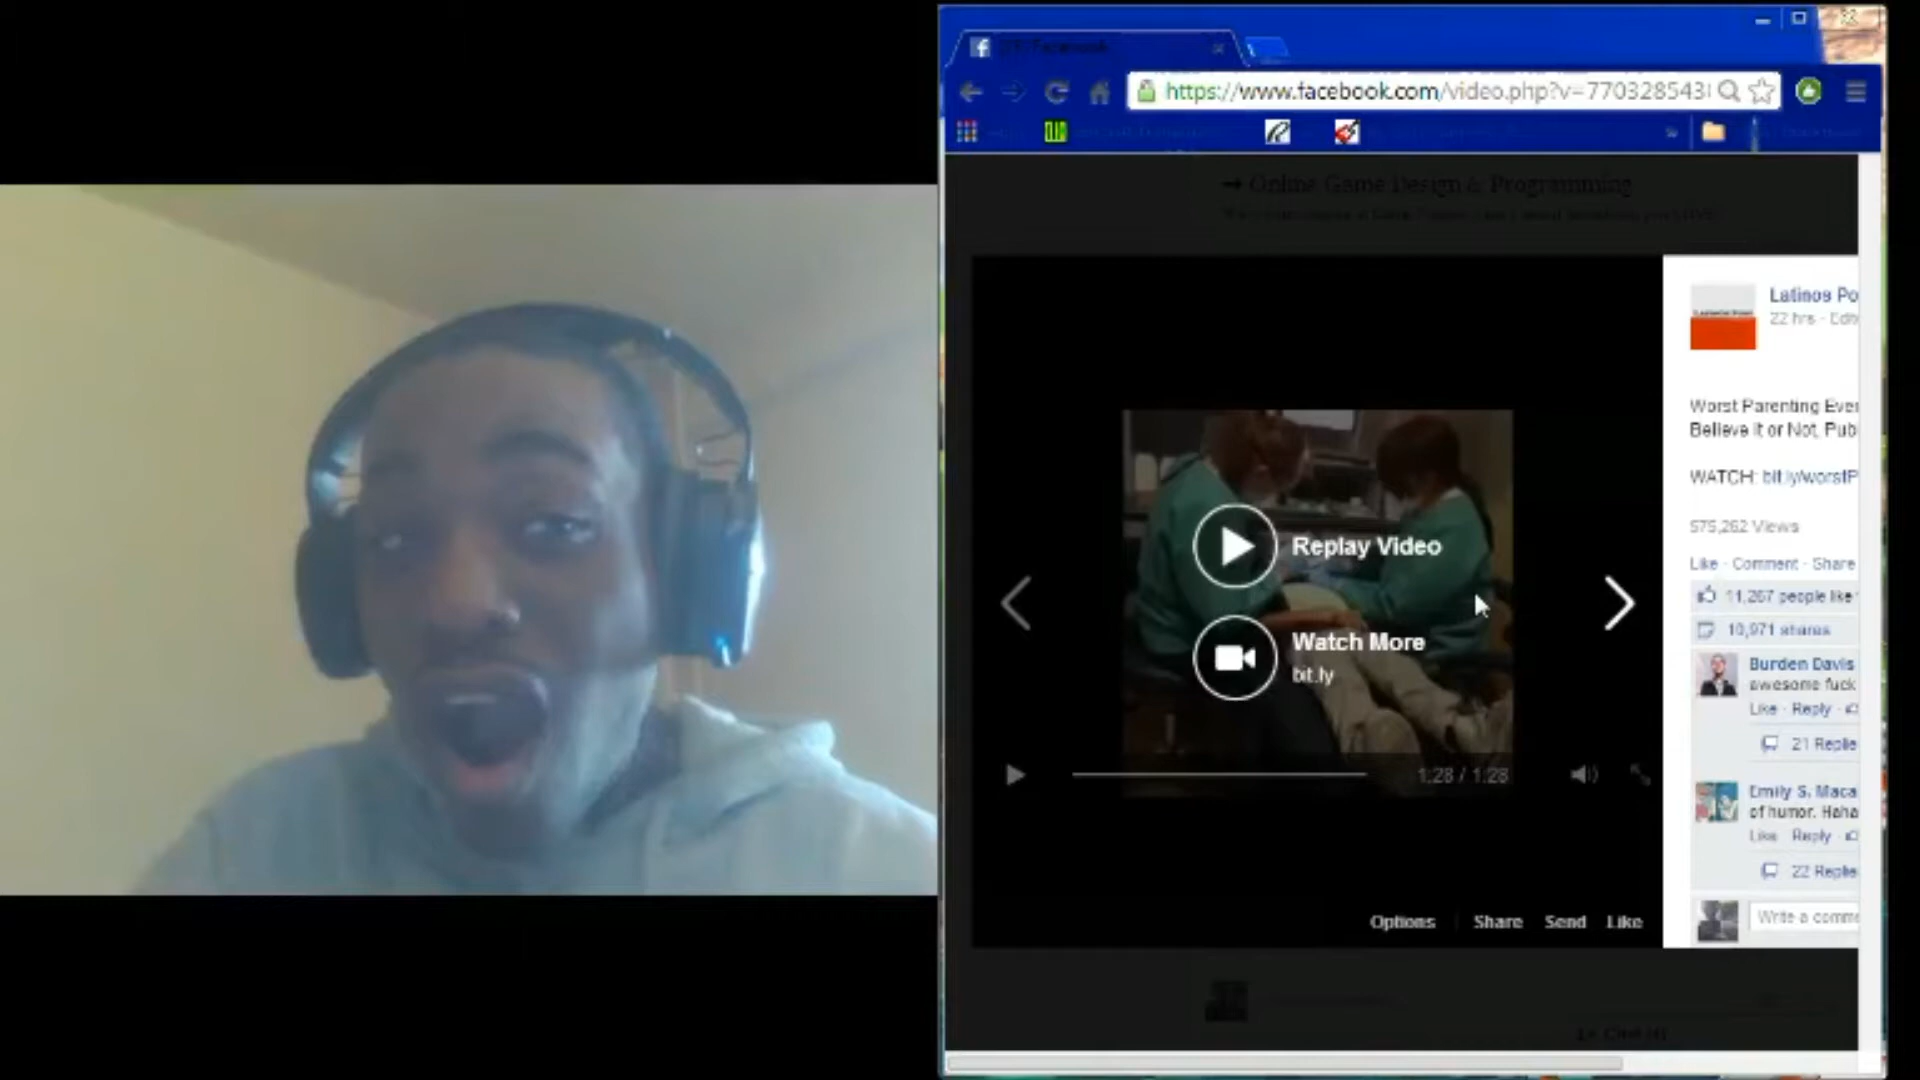 https://www.facebook.com/video.php?v=770328543
→ Online Game Design & Programming
Latinos Po
22 hrs · Edit
Worst Parenting Ever
Believe It or Not, Pub
WATCH: bit.ly/worstP
575,262 Views
Like · Comment · Share
11,267 people like
10,971 shares
Burden Davis
awesome fuck
Like · Reply ·
21 Replie
Emily S. Maca
of humor. Haha
Like · Reply ·
22 Replie
Write a comme
Replay Video
Watch More
bit.ly
1:28 / 1:28
Options Share Send Like